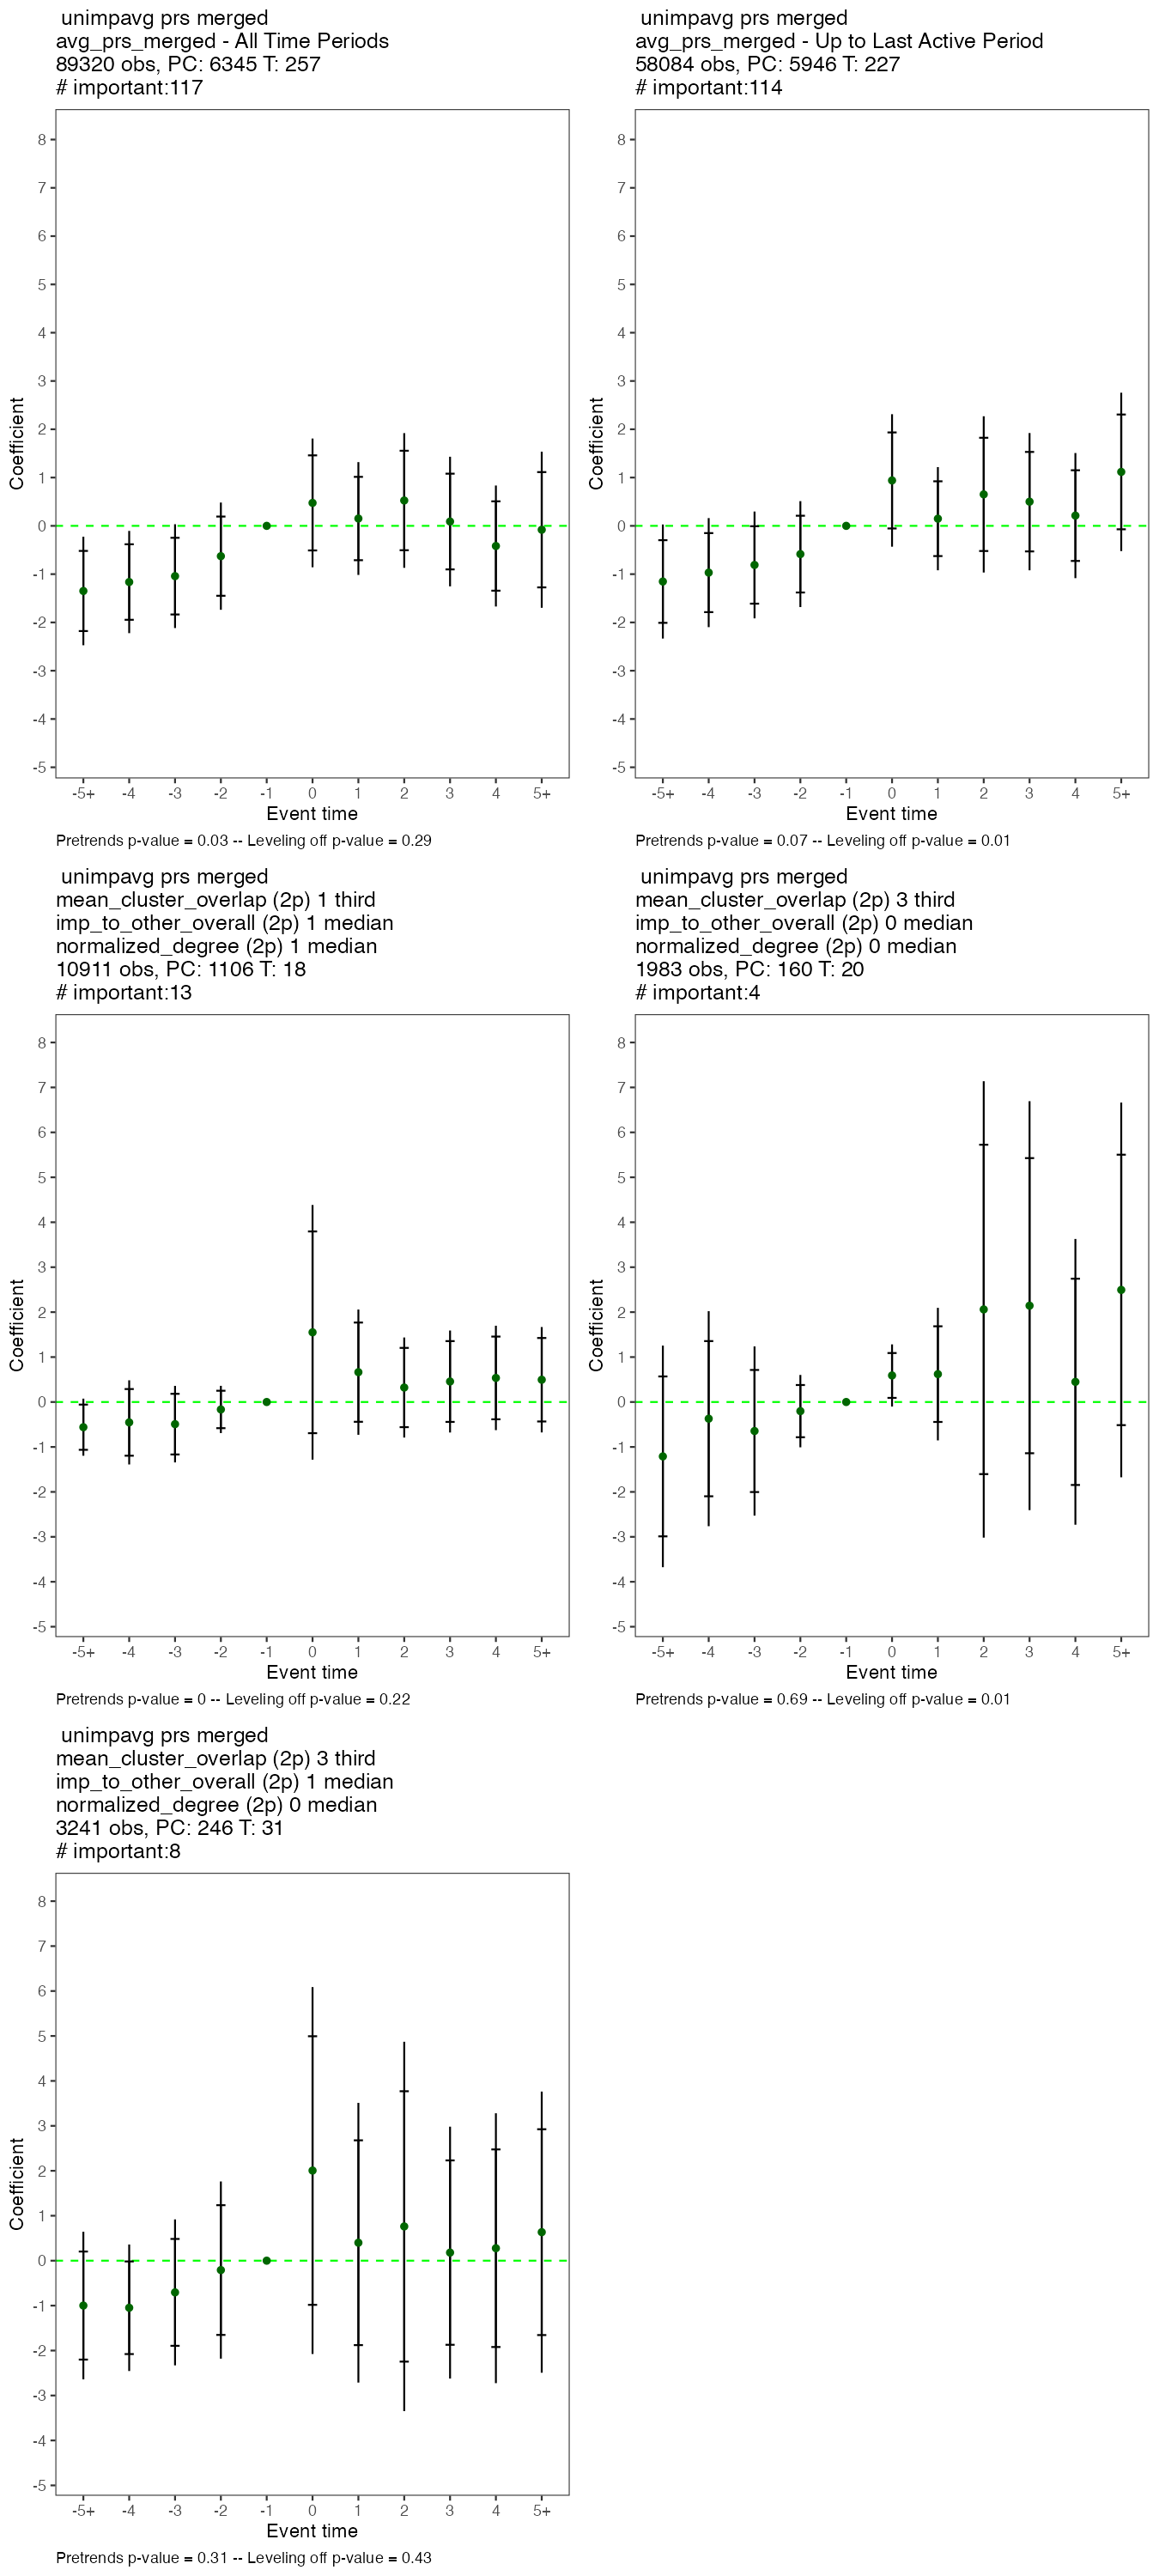 unimpavg prs merged
avg_prs_merged - All Time Periods
89320 obs, PC: 6345 T: 257
# important:117
8
7
6
5
4
3
2
1
0
-1
-2
-3
-4
-5
Coefficient
-5+ -4 -3 -2 -1 0 1 2 3 4 5+
Event time
Pretrends p-value = 0.03 -- Leveling off p-value = 0.29
unimpavg prs merged
avg_prs_merged - Up to Last Active Period
58084 obs, PC: 5946 T: 227
# important:114
8
7
6
5
4
3
2
1
0
-1
-2
-3
-4
-5
Coefficient
-5+ -4 -3 -2 -1 0 1 2 3 4 5+
Event time
Pretrends p-value = 0.07 -- Leveling off p-value = 0.01
unimpavg prs merged
mean_cluster_overlap (2p) 1 third
imp_to_other_overall (2p) 1 median
normalized_degree (2p) 1 median
10911 obs, PC: 1106 T: 18
# important:13
8
7
6
5
4
3
2
1
0
-1
-2
-3
-4
-5
Coefficient
-5+ -4 -3 -2 -1 0 1 2 3 4 5+
Event time
Pretrends p-value = 0 -- Leveling off p-value = 0.22
unimpavg prs merged
mean_cluster_overlap (2p) 3 third
imp_to_other_overall (2p) 0 median
normalized_degree (2p) 0 median
1983 obs, PC: 160 T: 20
# important:4
8
7
6
5
4
3
2
1
0
-1
-2
-3
-4
-5
Coefficient
-5+ -4 -3 -2 -1 0 1 2 3 4 5+
Event time
Pretrends p-value = 0.69 -- Leveling off p-value = 0.01
unimpavg prs merged
mean_cluster_overlap (2p) 3 third
imp_to_other_overall (2p) 1 median
normalized_degree (2p) 0 median
3241 obs, PC: 246 T: 31
# important:8
8
7
6
5
4
3
2
1
0
-1
-2
-3
-4
-5
Coefficient
-5+ -4 -3 -2 -1 0 1 2 3 4 5+
Event time
Pretrends p-value = 0.31 -- Leveling off p-value = 0.43